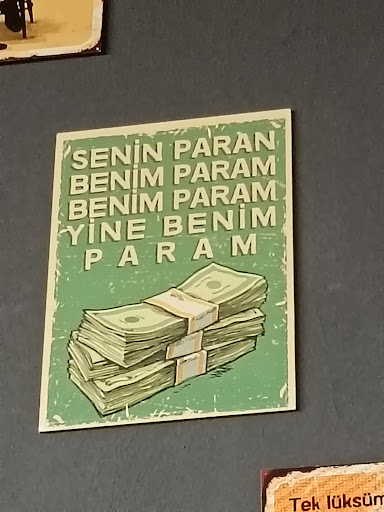 SENİN PARAN
BENİM PARAM
BENİM PARAM
YİNE BENİM
PARAM
Tek lüksüm